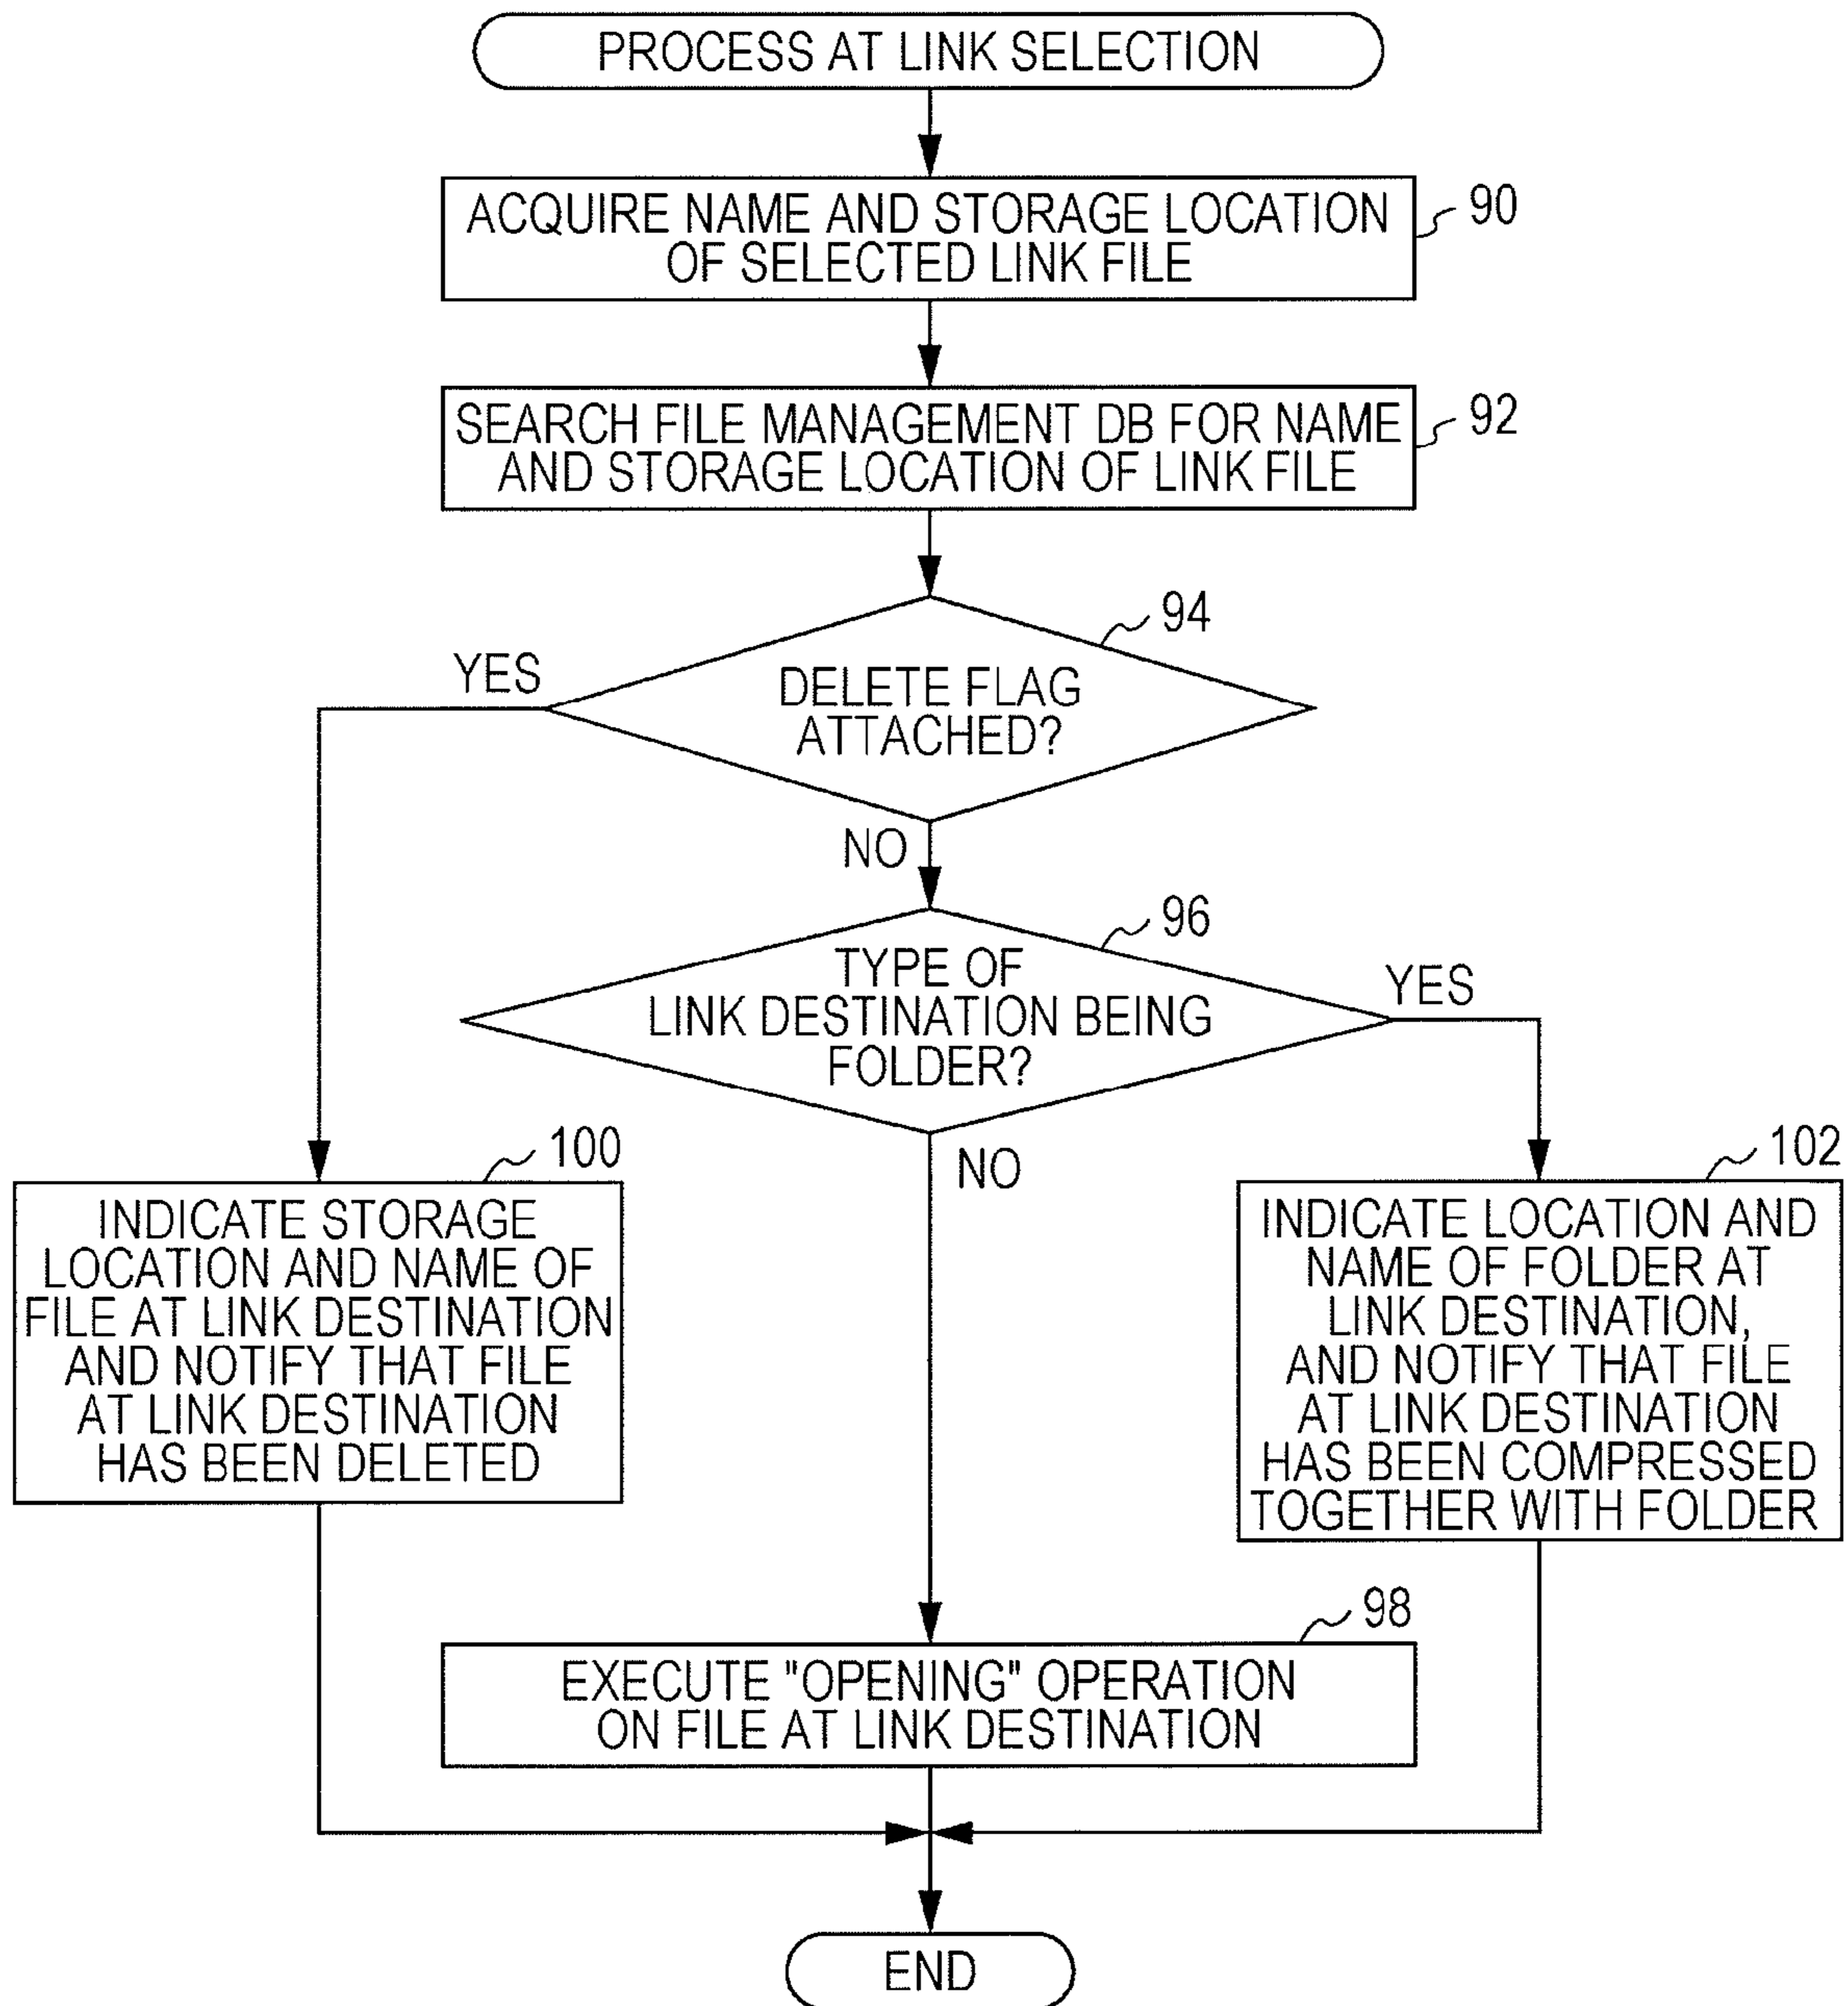 PROCESS AT LINK SELECTION
ACQUIRE NAME AND STORAGE LOCATION
OF SELECTED LINK FILE
90
SEARCH FILE MANAGEMENT DB FOR NAME
AND STORAGE LOCATION OF LINK FILE
92
94
DELETE FLAG
ATTACHED?
YES
NO
96
TYPE OF
LINK DESTINATION BEING
FOLDER?
YES
NO
100
INDICATE STORAGE
LOCATION AND NAME OF
FILE AT LINK DESTINATION
AND NOTIFY THAT FILE
AT LINK DESTINATION
HAS BEEN DELETED
102
INDICATE LOCATION AND
NAME OF FOLDER AT
LINK DESTINATION,
AND NOTIFY THAT FILE
AT LINK DESTINATION
HAS BEEN COMPRESSED
TOGETHER WITH FOLDER
98
EXECUTE "OPENING" OPERATION
ON FILE AT LINK DESTINATION
END